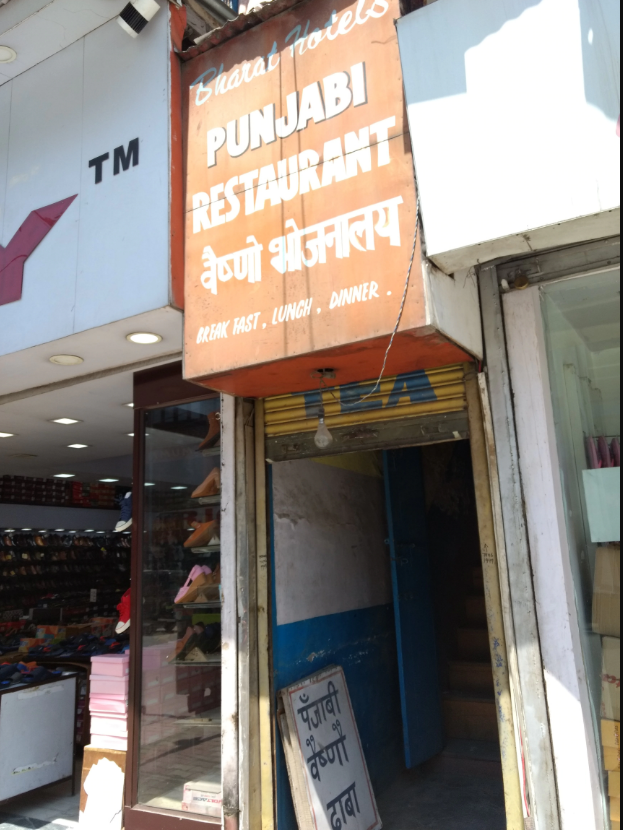 Bharat Hotels
PUNJABI
RESTAURANT
वैष्णो भोजनालय
BREAK FAST, LUNCH, DINNER.
TM
Y
TEA
पँजाबी
वैष्णौ
ढाबा